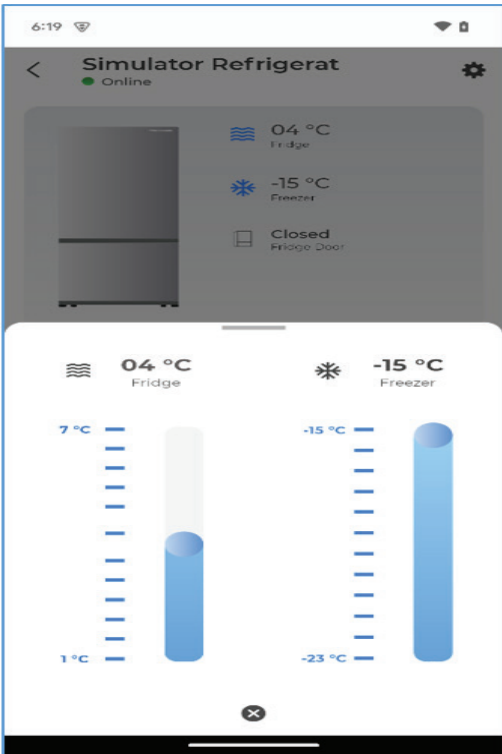 6:19
Simulator Refrigerat
Online
04 °C
Fridge
-15 °C
Freezer
Closed
Fridge Door
04 °C
Fridge
-15 °C
Freezer
7 °C
-15 °C
1 °C
-23 °C